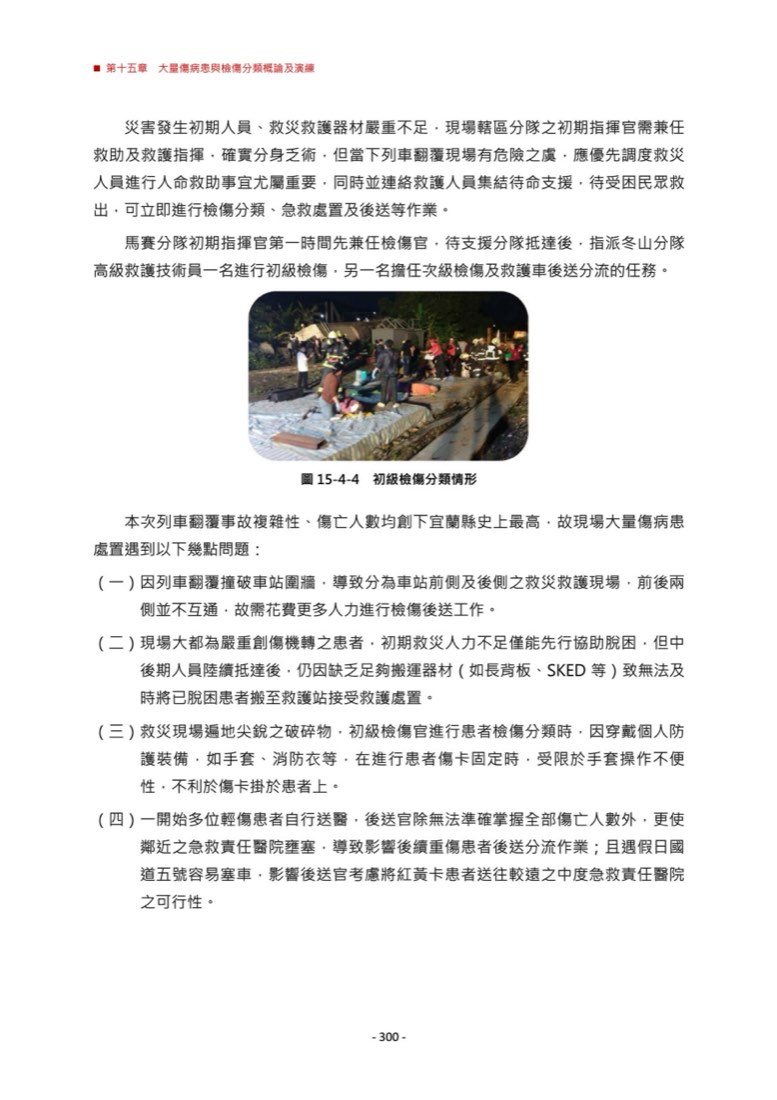 ■ 第十五章　大量傷病患與檢傷分類概論及演練
災害發生初期人員、救災救護器材嚴重不足，現場轄區分隊之初期指揮官需兼任
救助及救護指揮，確實分身乏術，但當下列車翻覆現場有危險之虞，應優先調度救災
人員進行人命救助事宜尤屬重要，同時並連絡救護人員集結待命支援，待受困民眾救
出，可立即進行檢傷分類、急救處置及後送等作業。
馬賽分隊初期指揮官第一時間先兼任檢傷官，待支援分隊抵達後，指派冬山分隊
高級救護技術員一名進行初級檢傷，另一名擔任次級檢傷及救護車後送分流的任務。
圖 15-4-4　初級檢傷分類情形
本次列車翻覆事故複雜性、傷亡人數均創下宜蘭縣史上最高，故現場大量傷病患
處置遇到以下幾點問題：
（一）因列車翻覆撞破車站圍牆，導致分為車站前側及後側之救災救護現場，前後兩
側並不互通，故需花費更多人力進行檢傷後送工作。
（二）現場大都為嚴重創傷機轉之患者，初期救災人力不足僅能先行協助脫困，但中
後期人員陸續抵達後，仍因缺乏足夠搬運器材（如長背板、SKED 等）致無法及
時將已脫困患者搬至救護站接受救護處置。
（三）救災現場遍地尖銳之破碎物，初級檢傷官進行患者檢傷分類時，因穿戴個人防
護裝備，如手套、消防衣等，在進行患者傷卡固定時，受限於手套操作不便
性，不利於傷卡掛於患者上。
（四）一開始多位輕傷患者自行送醫，後送官除無法準確掌握全部傷亡人數外，更使
鄰近之急救責任醫院壅塞，導致影響後續重傷患者後送分流作業；且遇假日國
道五號容易塞車，影響後送官考慮將紅黃卡患者送往較遠之中度急救責任醫院
之可行性。
- 300 -